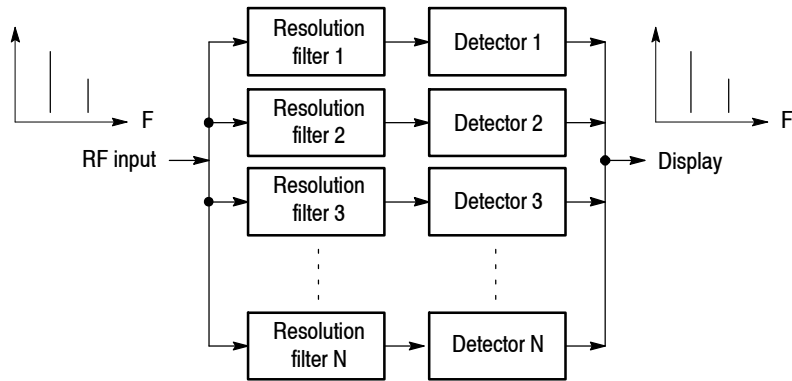 Resolution
filter 1
Detector 1
F
F
Resolution
filter 2
Detector 2
RF input
Display
Resolution
filter 3
Detector 3
Resolution
filter N
Detector N